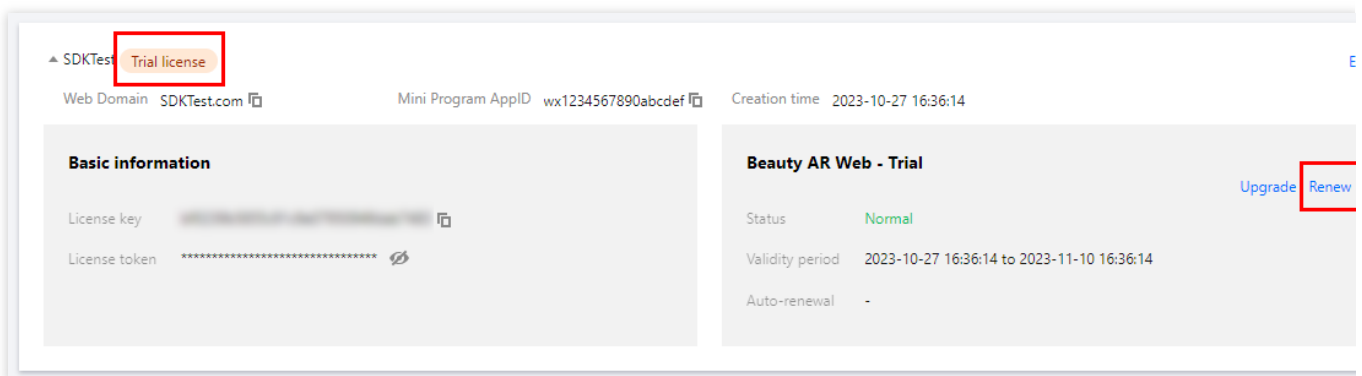 SDKTest Trial license
Web Domain SDKTest.com Mini Program AppID wx1234567890abcdef Creation time 2023-10-27 16:36:14
Basic information
License key
License token ********************************
Beauty AR Web - Trial
Upgrade Renew
Status Normal
Validity period 2023-10-27 16:36:14 to 2023-11-10 16:36:14
Auto-renewal -